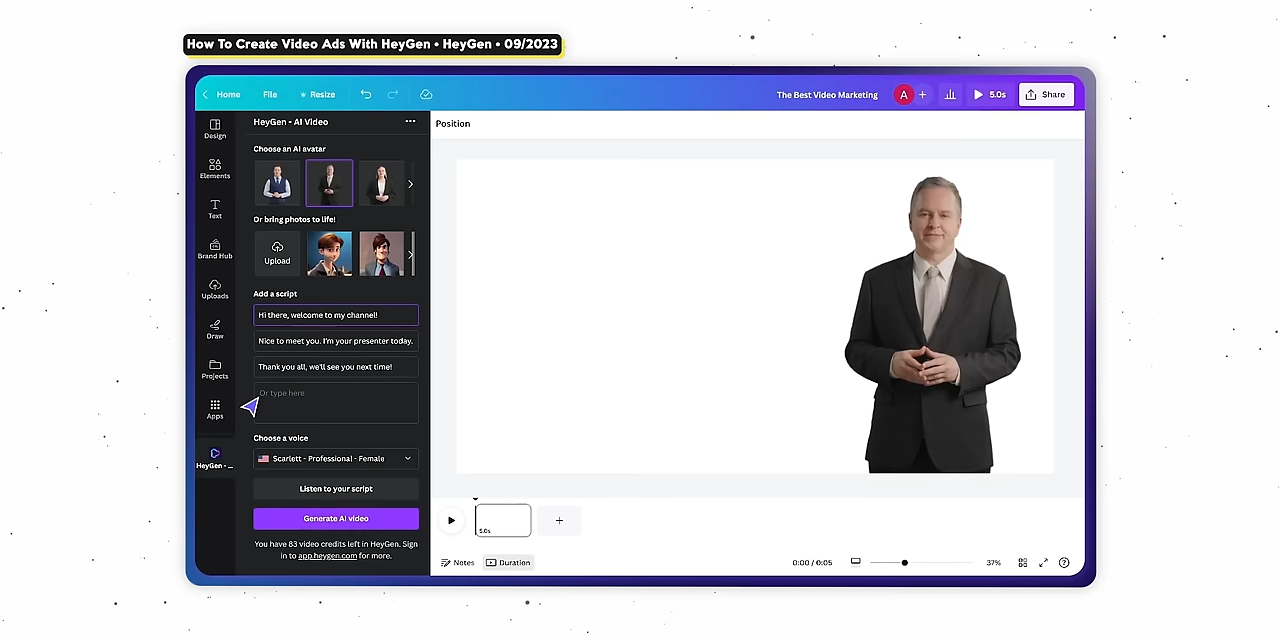 How To Create Video Ads With HeyGen • HeyGen • 09/2023
Home File Resize
The Best Video Marketing
A
5.0s
Share
Design
Elements
Text
Brand Hub
Uploads
Draw
Projects
Apps
HeyGen - ...
HeyGen - AI Video
Choose an AI avatar
Or bring photos to life!
Upload
Add a script
Hi there, welcome to my channel!
Nice to meet you. I'm your presenter today.
Thank you all, we'll see you next time!
Or type here
Choose a voice
Scarlett - Professional - Female
Listen to your script
Generate AI video
You have 83 video credits left in HeyGen. Sign
in to app.heygen.com for more.
Position
5.0s
Notes
Duration
0:00 / 0:05
37%